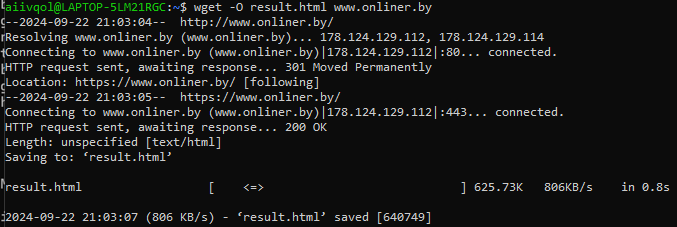 aiivqol@LAPTOP-5LM21RGC:~$ wget -O result.html www.onliner.by
--2024-09-22 21:03:04--  http://www.onliner.by/
Resolving www.onliner.by (www.onliner.by)... 178.124.129.112, 178.124.129.114
Connecting to www.onliner.by (www.onliner.by)|178.124.129.112|:80... connected.
HTTP request sent, awaiting response... 301 Moved Permanently
Location: https://www.onliner.by/ [following]
--2024-09-22 21:03:05--  https://www.onliner.by/
Connecting to www.onliner.by (www.onliner.by)|178.124.129.112|:443... connected.
HTTP request sent, awaiting response... 200 OK
Length: unspecified [text/html]
Saving to: ‘result.html’
result.html                  [    <=>                             ] 625.73K   806KB/s    in 0.8s
2024-09-22 21:03:07 (806 KB/s) - ‘result.html’ saved [640749]